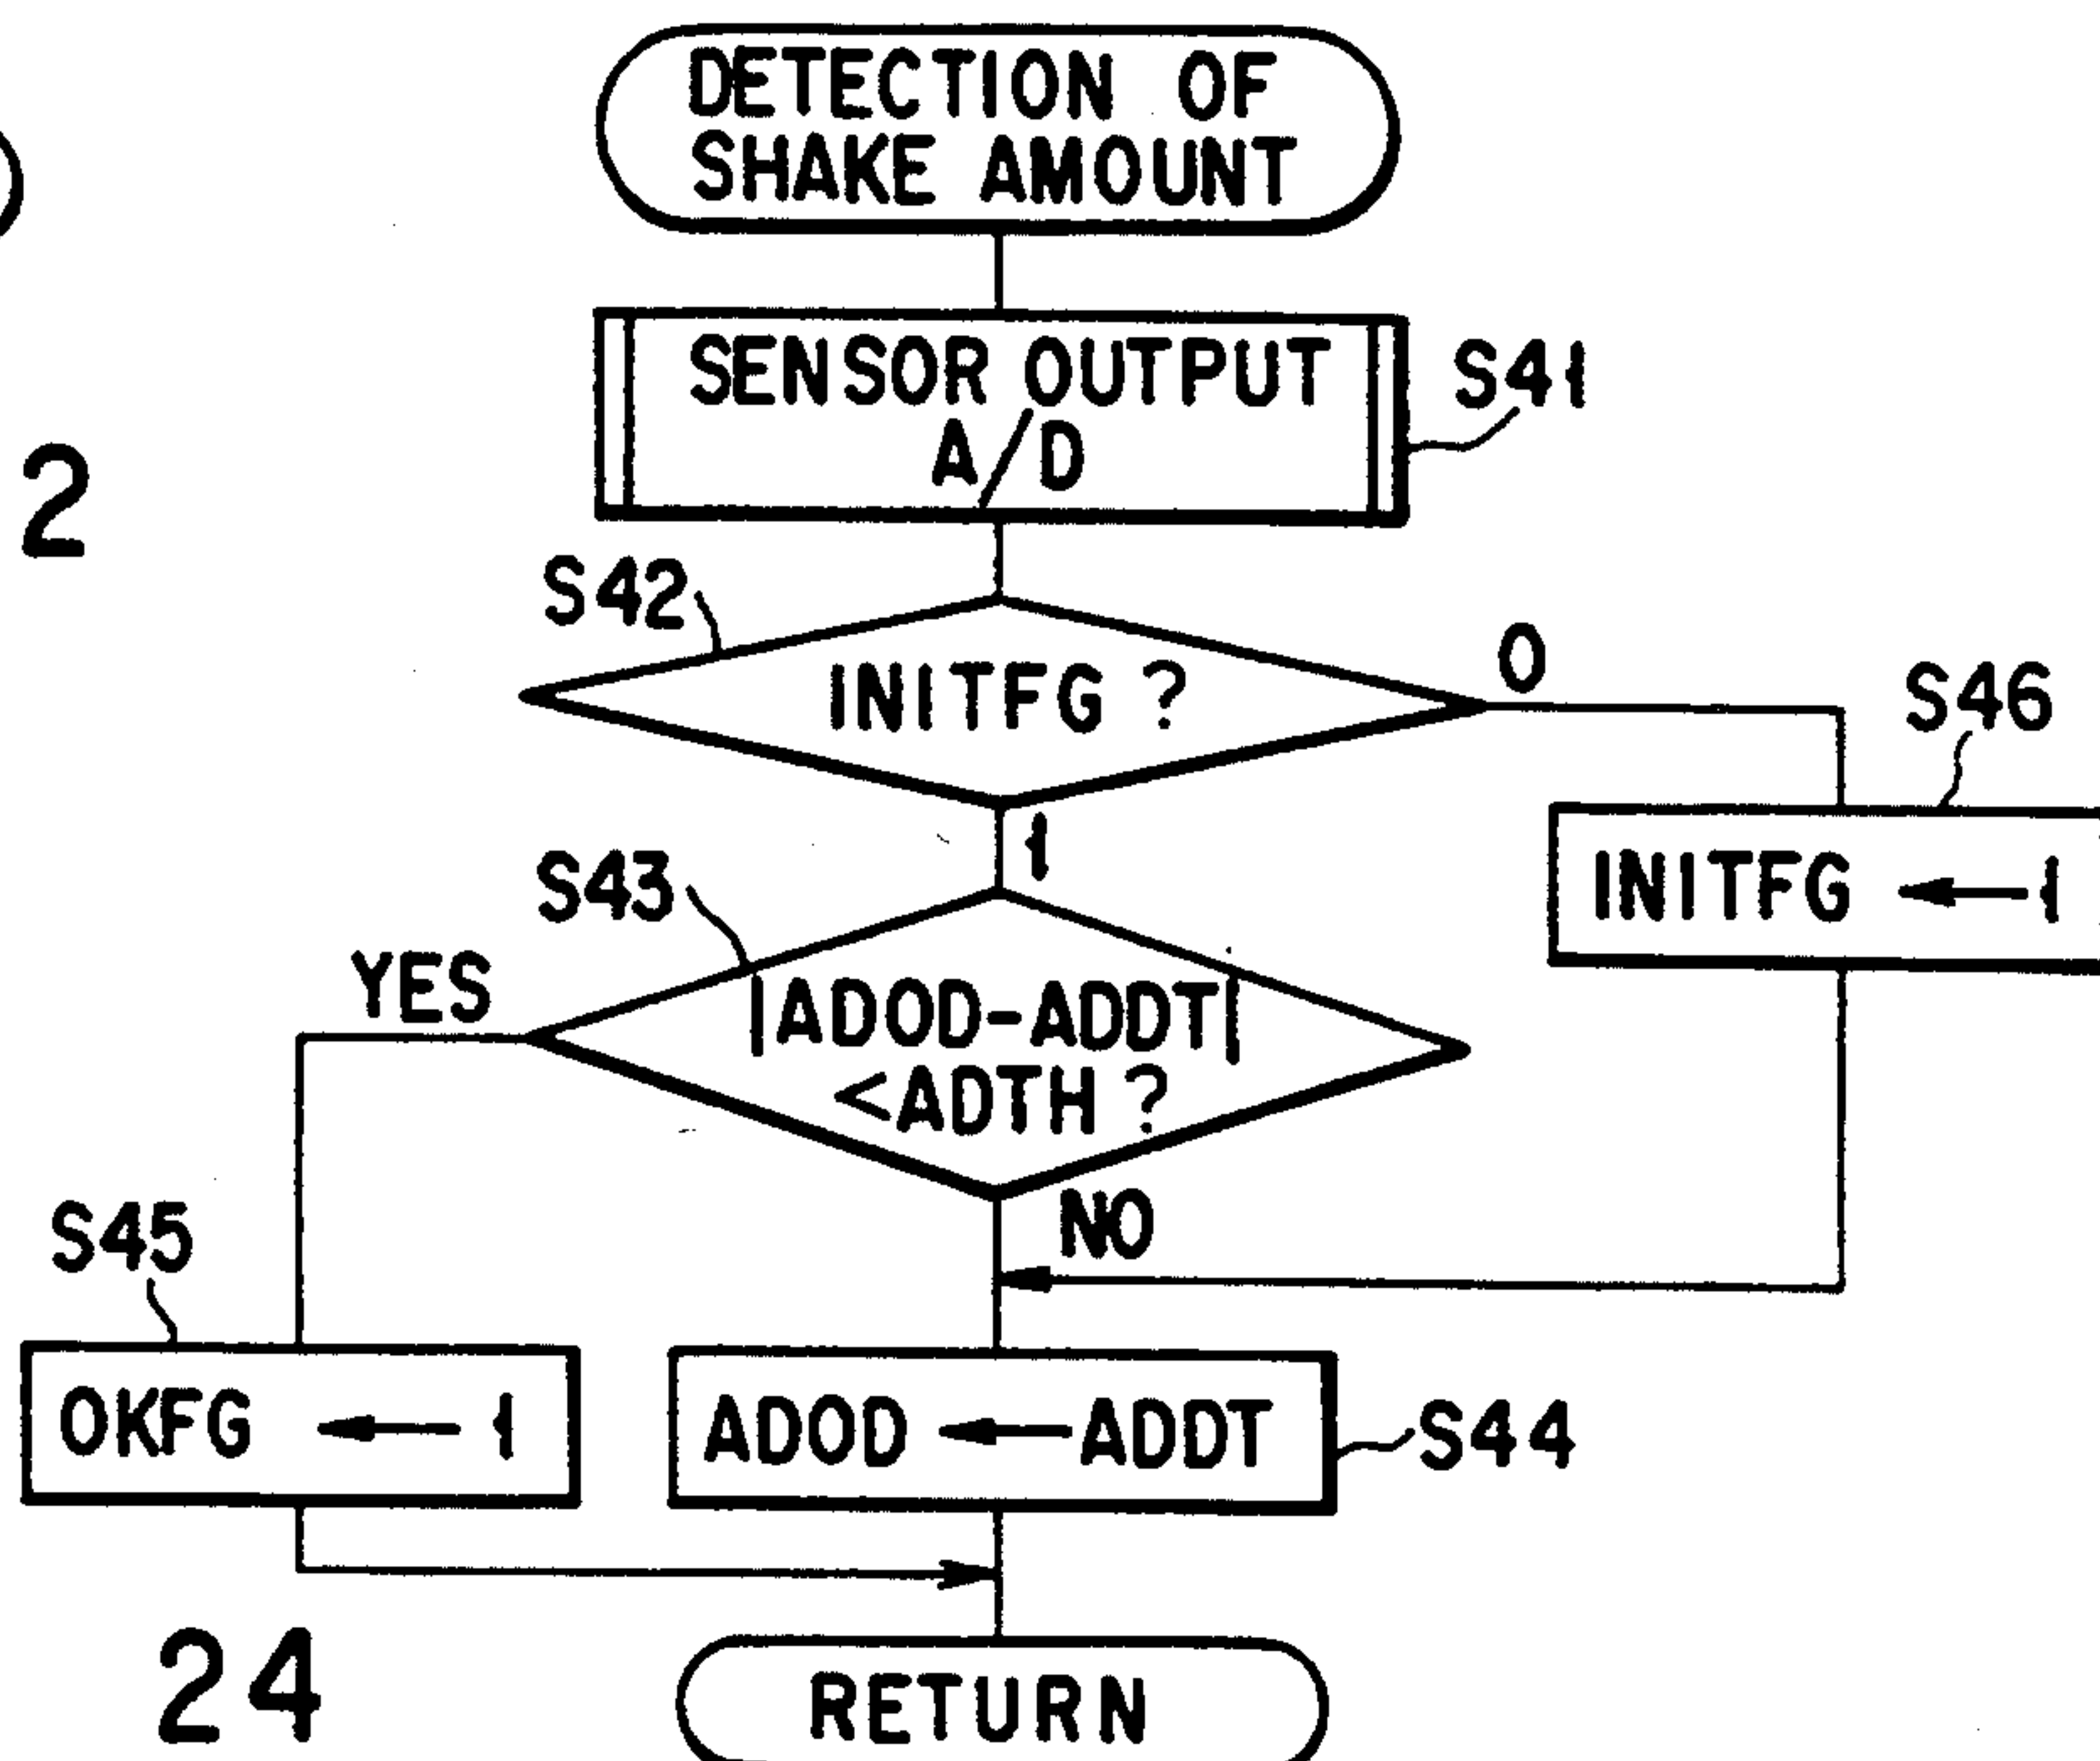 DETECTION OF
SHAKE AMOUNT
SENSOR OUTPUT
A/D
S41
2
S42
INITFG ?
0
S46
1
INITFG ← 1
S43
YES
|ADOD-ADDT|
<ADTH ?
NO
S45
OKFG ← 1
ADOD ← ADDT
S44
24
RETURN